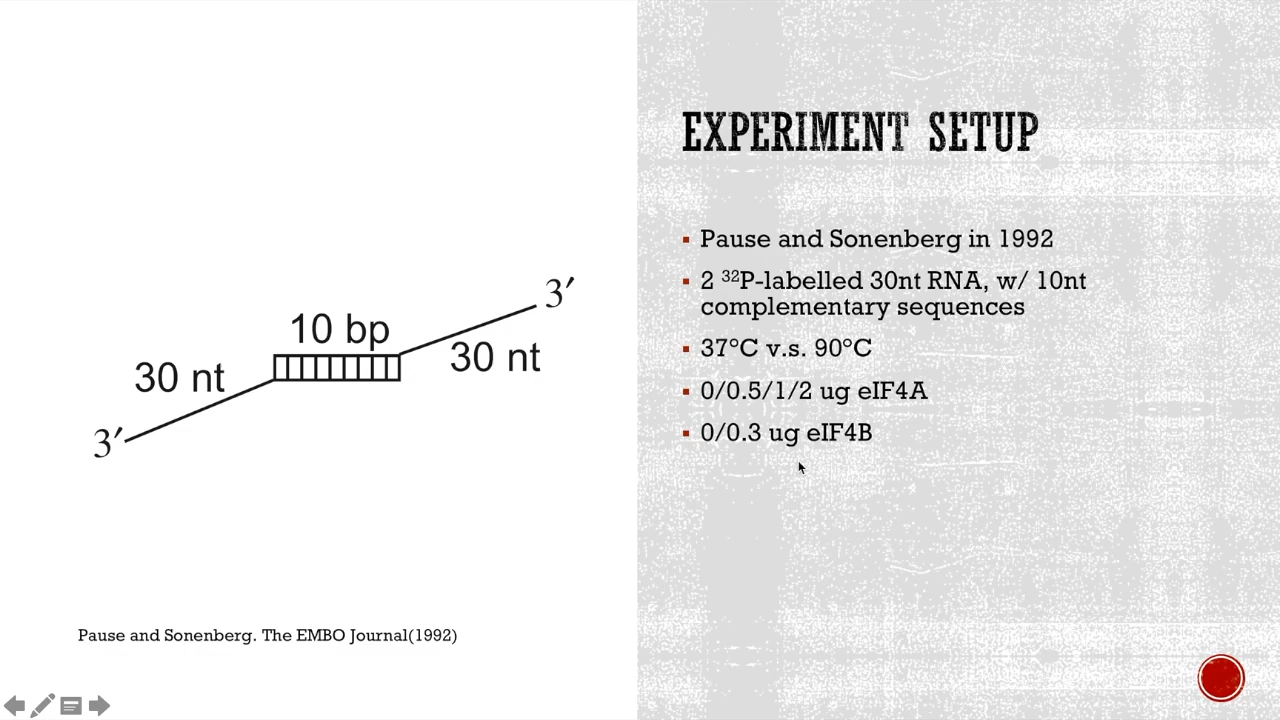 EXPERIMENT SETUP
Pause and Sonenberg in 1992
2 ³²P-labelled 30nt RNA, w/ 10nt
complementary sequences
37°C v.s. 90°C
0/0.5/1/2 ug eIF4A
0/0.3 ug eIF4B
3′
10 bp
30 nt
30 nt
3′
Pause and Sonenberg. The EMBO Journal(1992)